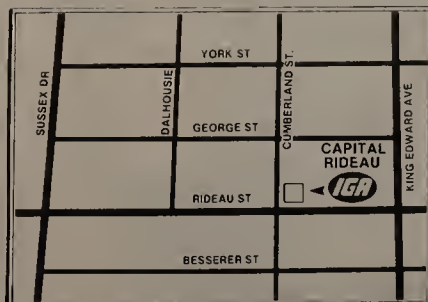 YORK ST
SUSSEX DR
DALHOUSIE
CUMBERLAND ST.
GEORGE ST
CAPITAL
RIDEAU
IGA
KING EDWARD AVE
RIDEAU ST
BESSERER ST